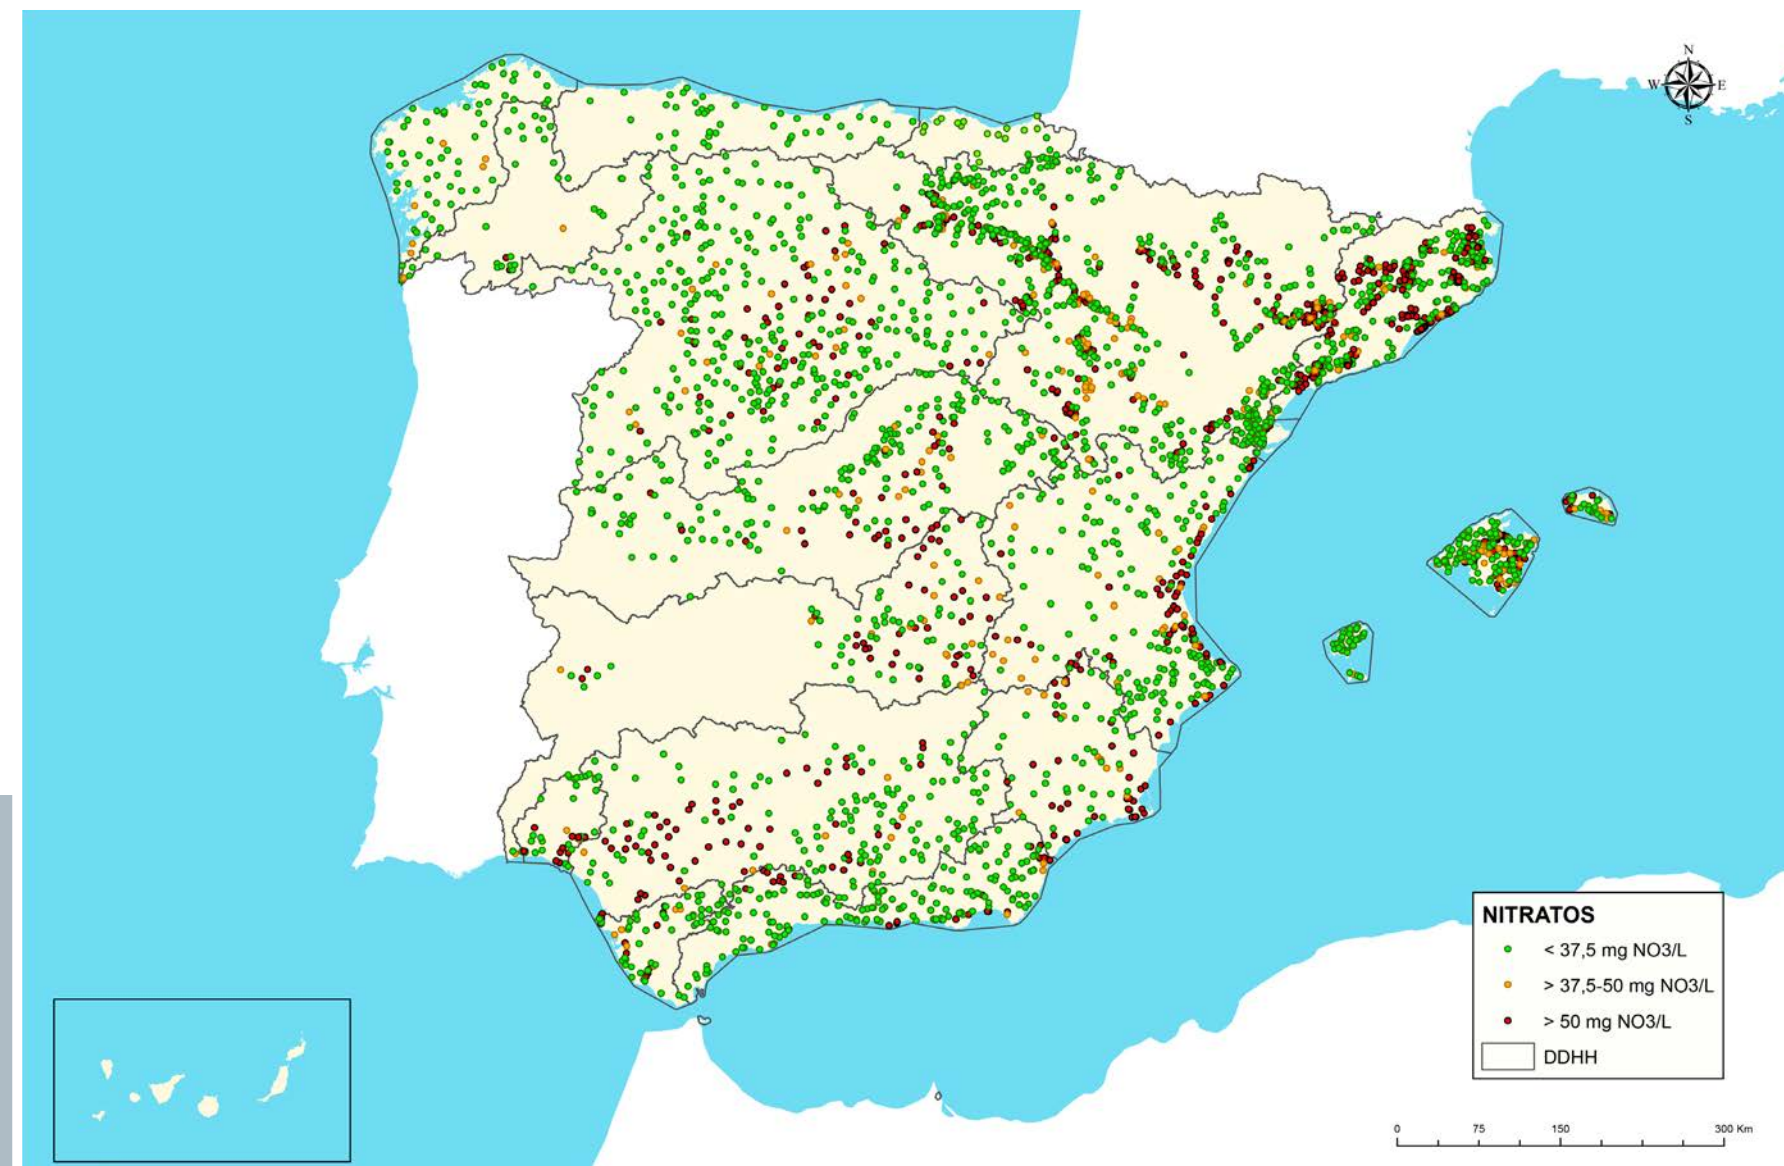 N
W E
S
NITRATOS
< 37,5 mg NO3/L
> 37,5-50 mg NO3/L
> 50 mg NO3/L
DDHH
0 75 150 300 Km